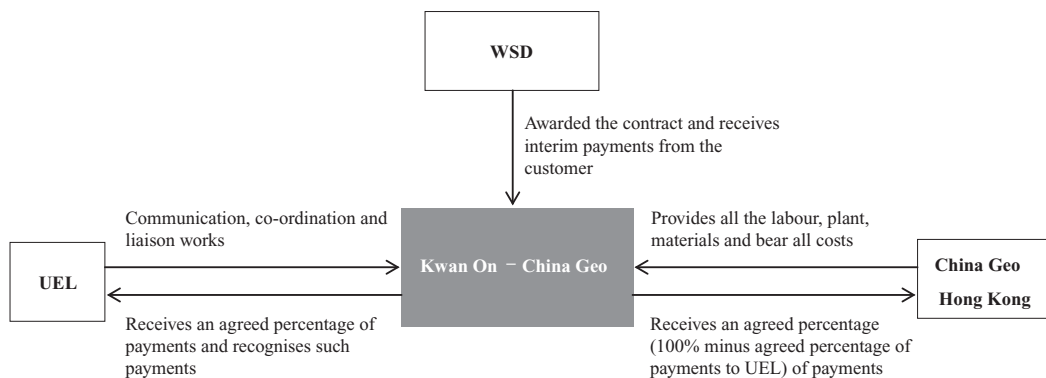 WSD
Awarded the contract and receives
interim payments from the
customer
Communication, co-ordination and
liaison works
Provides all the labour, plant,
materials and bear all costs
UEL
Kwan On – China Geo
China Geo
Hong Kong
Receives an agreed percentage of
payments and recognises such
payments
Receives an agreed percentage
(100% minus agreed percentage of
payments to UEL) of payments